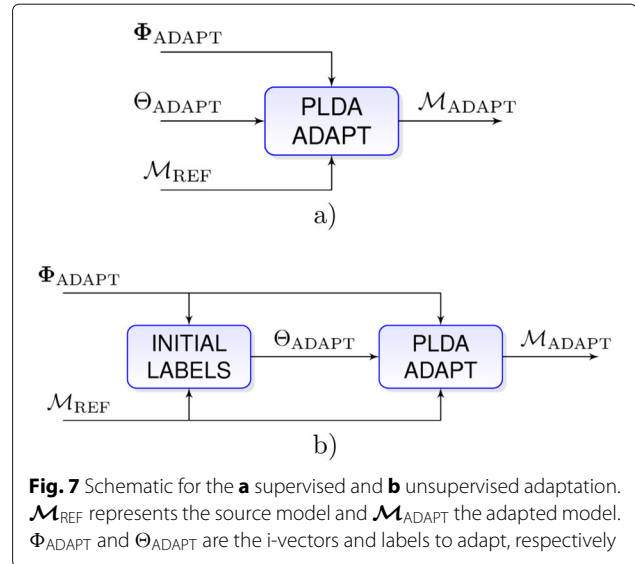 Φ_ADAPT
Θ_ADAPT
PLDA
ADAPT
ℳ_ADAPT
ℳ_REF
a)
Φ_ADAPT
INITIAL
LABELS
Θ_ADAPT
PLDA
ADAPT
ℳ_ADAPT
ℳ_REF
b)
Fig. 7 Schematic for the a supervised and b unsupervised adaptation.
ℳ_REF represents the source model and ℳ_ADAPT the adapted model.
Φ_ADAPT and Θ_ADAPT are the i-vectors and labels to adapt, respectively